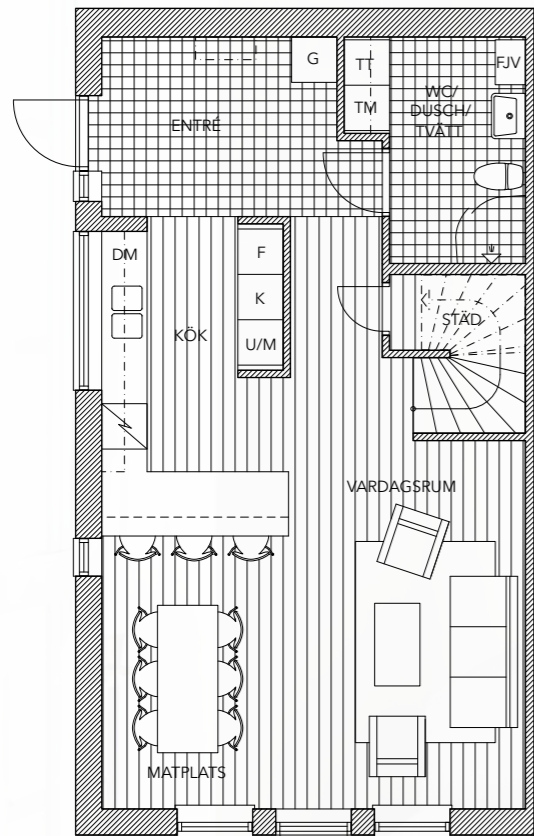 G
TT
TM
FJV
WC/
DUSCH/
TVÄTT
ENTRÉ
DM
F
K
U/M
KÖK
STÄD
VARDAGSRUM
MATPLATS